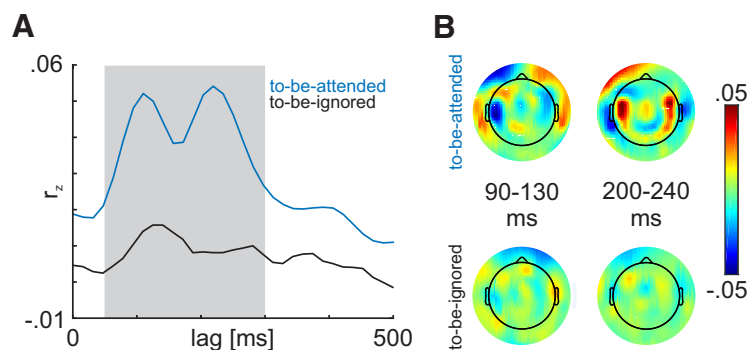 A
.06
to-be-attended
to-be-ignored
r_z
-.01
0
lag [ms]
500
B
to-be-attended
.05
90-130
ms
200-240
ms
to-be-ignored
-.05